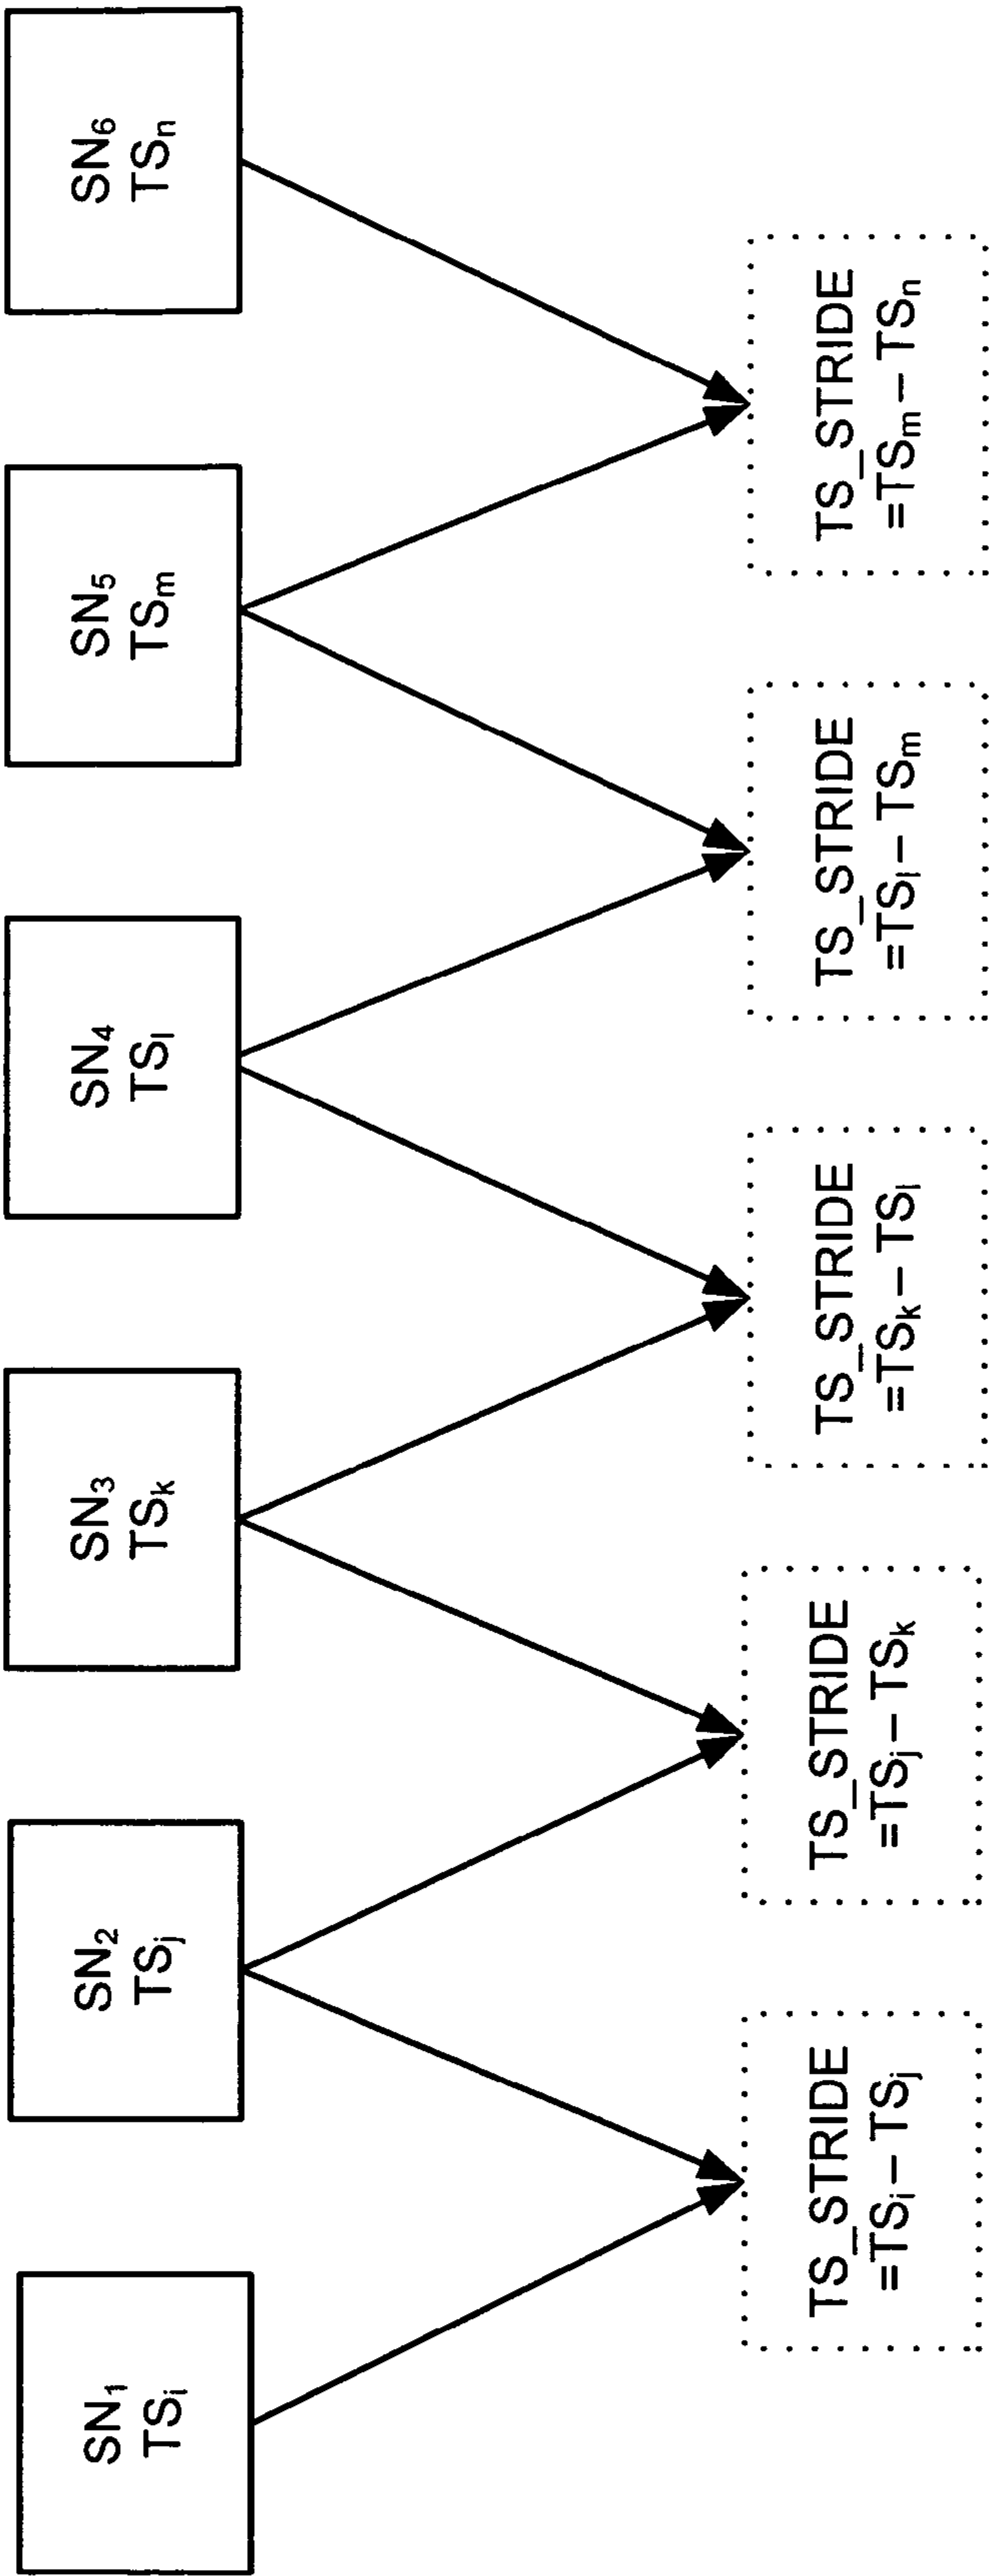 SN₁
TSᵢ
SN₂
TSⱼ
SN₃
TSₖ
SN₄
TSₗ
SN₅
TSₘ
SN₆
TSₙ
TS_STRIDE
=TSᵢ – TSⱼ
TS_STRIDE
=TSⱼ – TSₖ
TS_STRIDE
=TSₖ – TSₗ
TS_STRIDE
=TSₗ – TSₘ
TS_STRIDE
=TSₘ – TSₙ